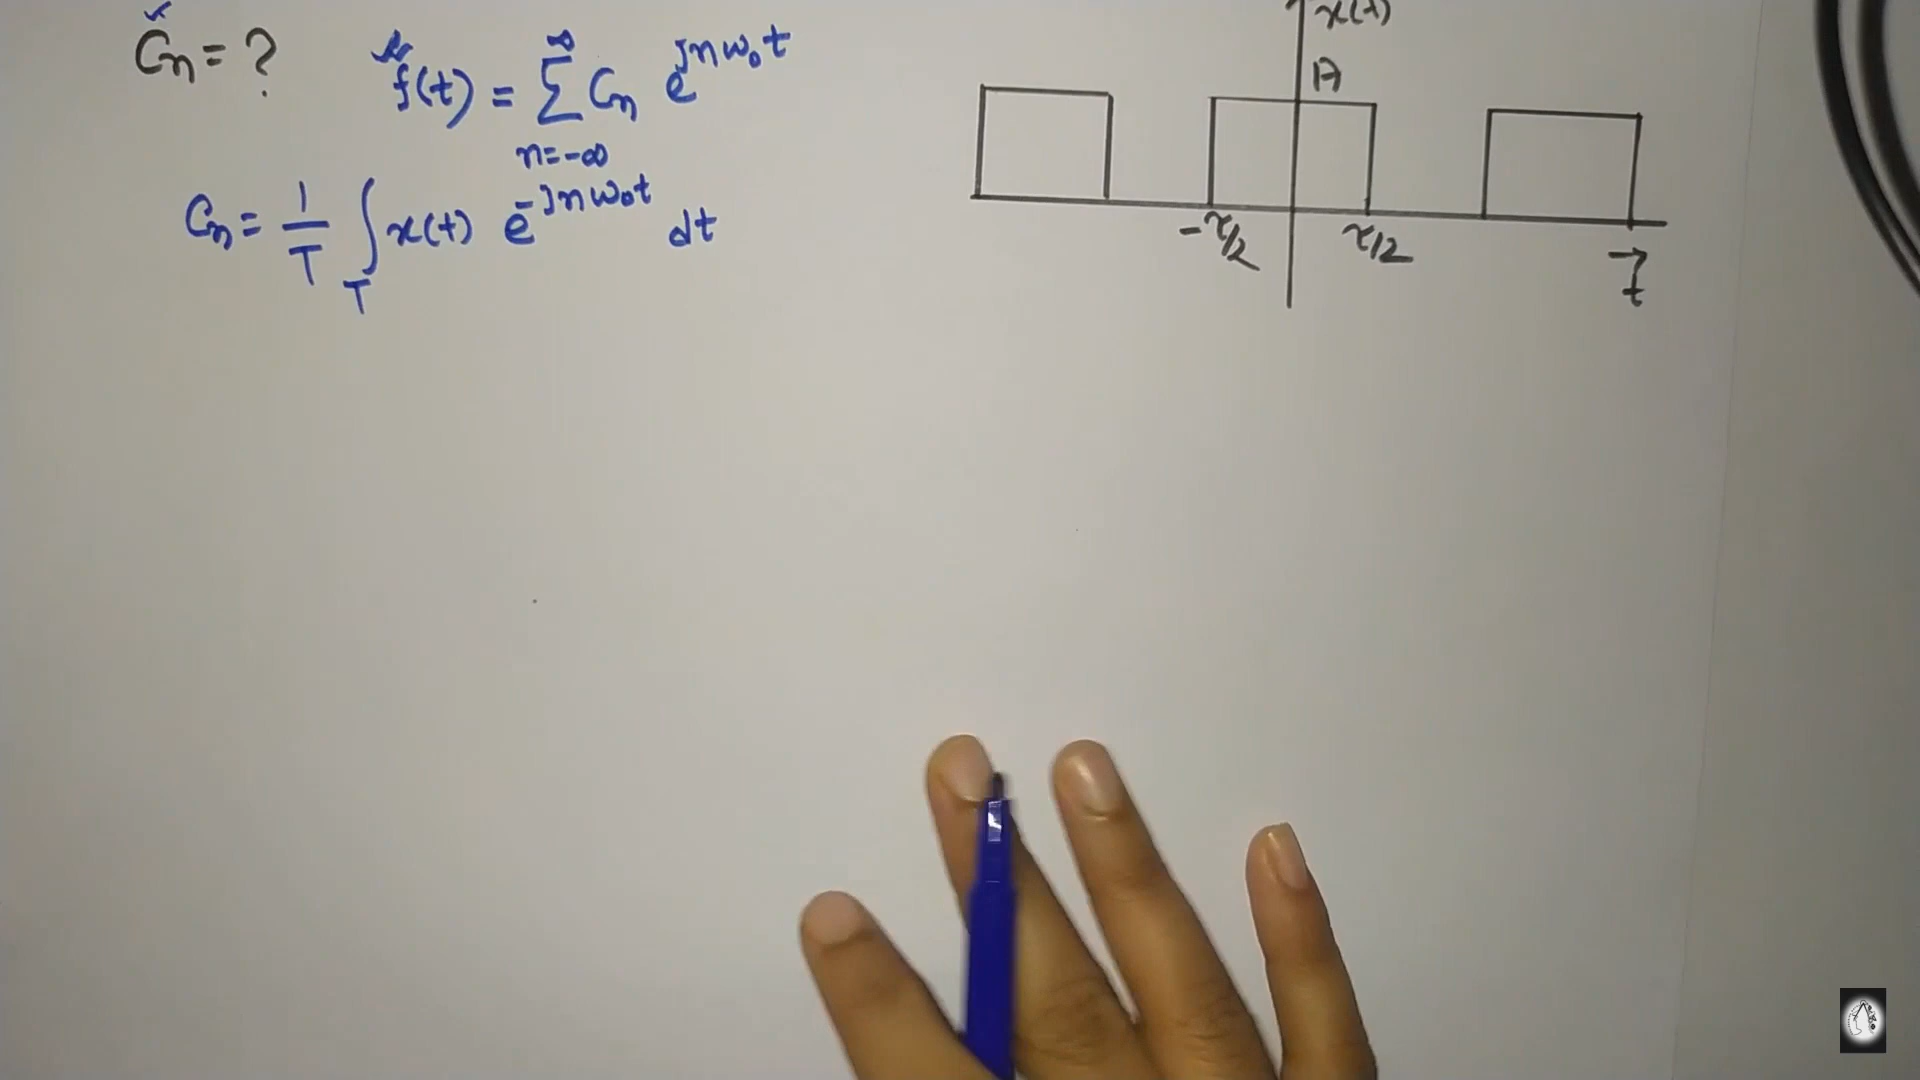 Cn = ?
f(t) = ∞ Σ n=-∞ Cn e^jnω₀t
Cn = 1/T ∫T x(t) e^-jnω₀t dt
x(t)
A
-τ/2 τ/2
→
t